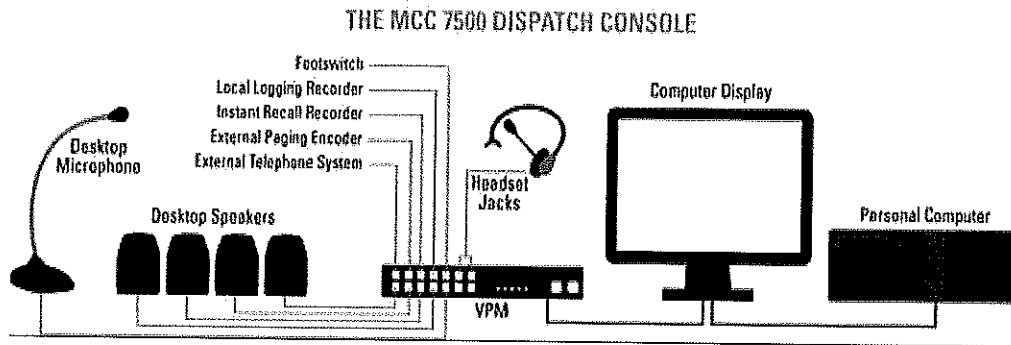 THE MCC 7500 DISPATCH CONSOLE
Footswitch
Local Logging Recorder
Instant Recall Recorder
External Paging Encoder
External Telephone System
Desktop
Microphone
Desktop Speakers
Headset
Jacks
VPM
Computer Display
Personal Computer